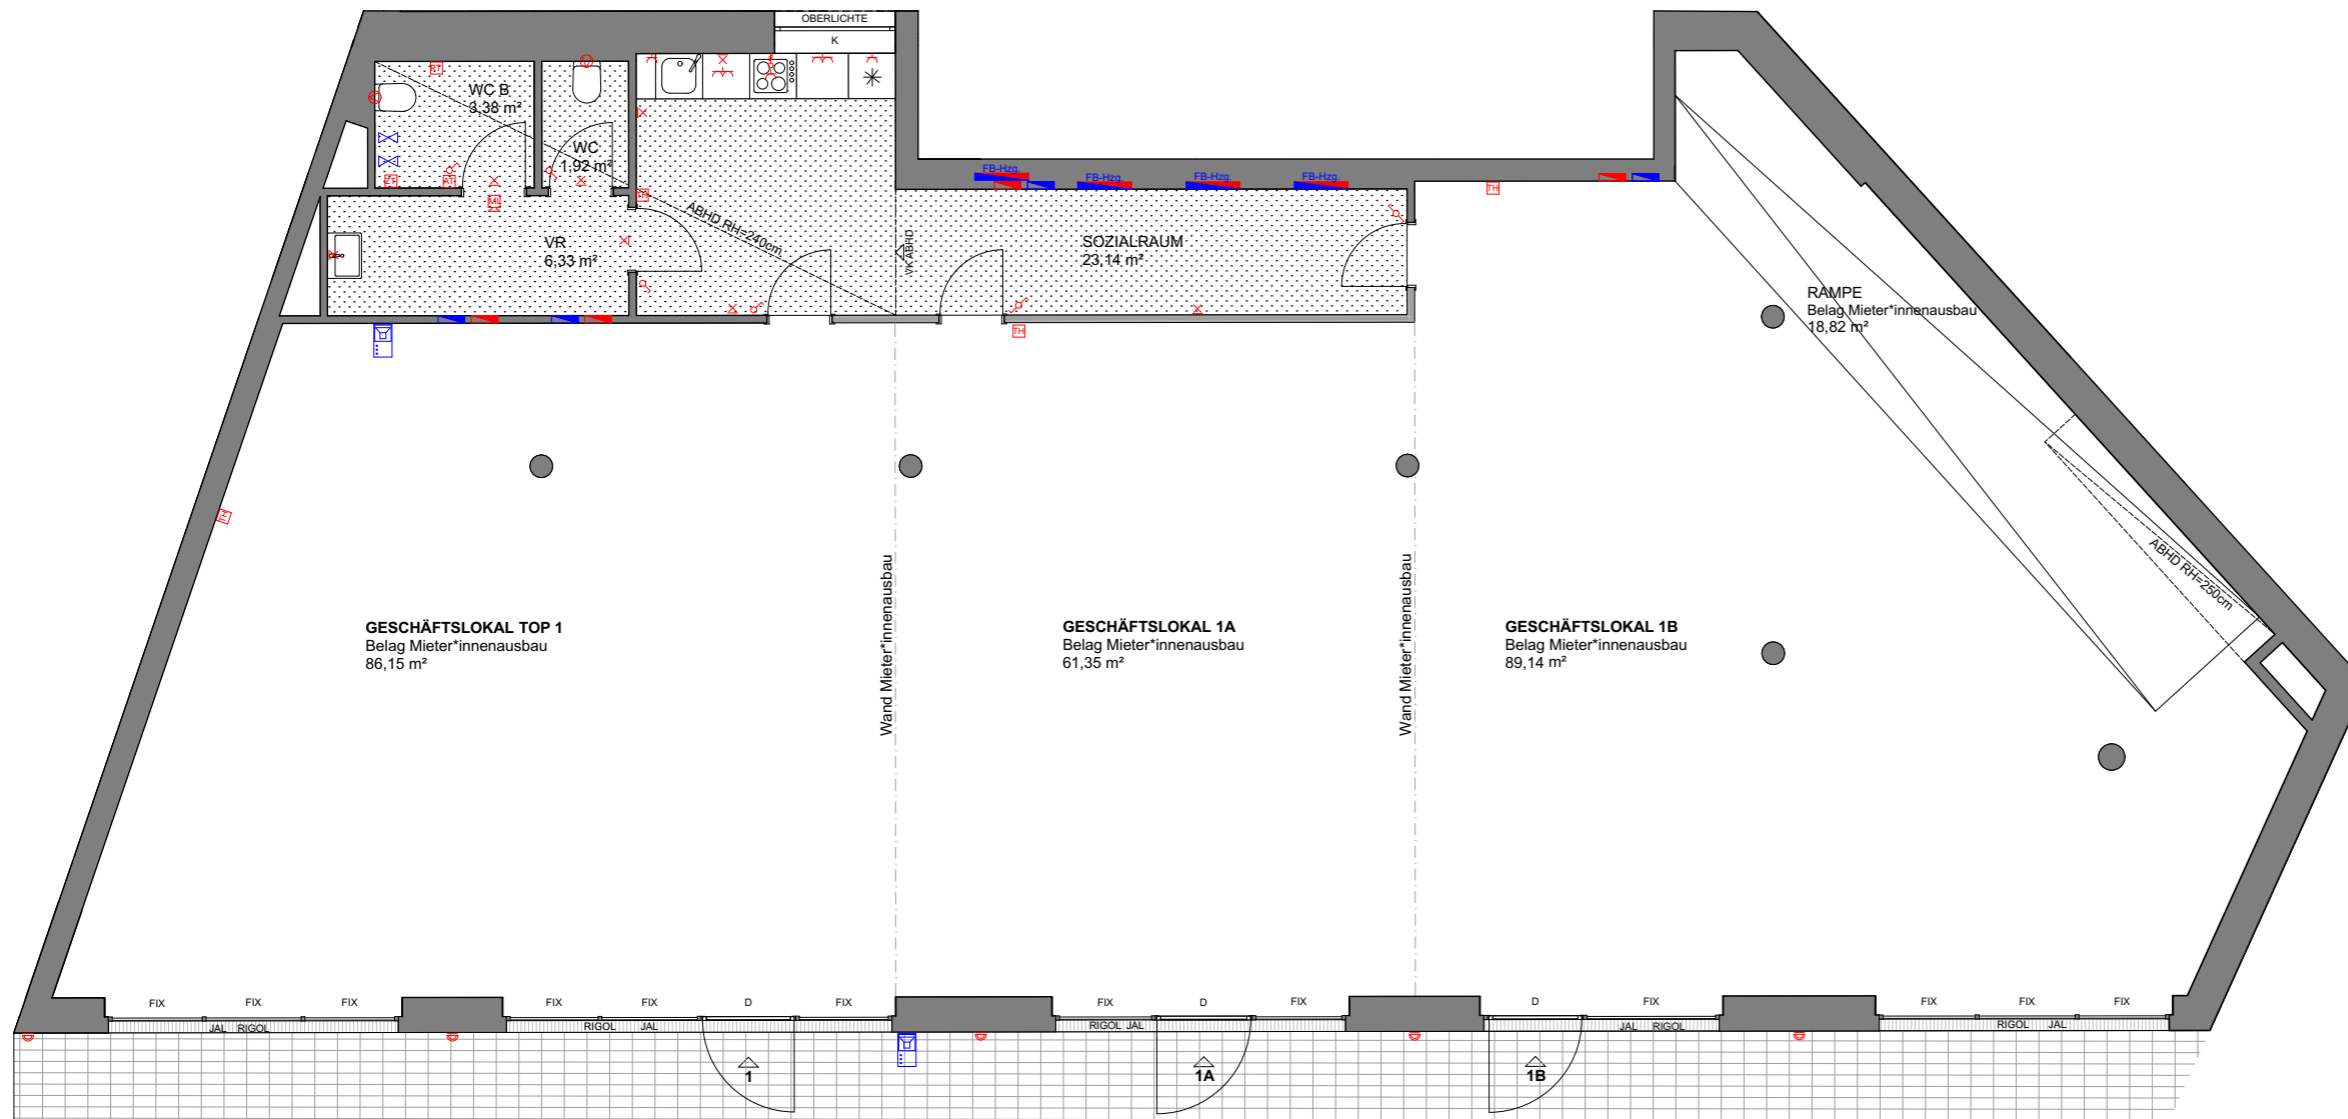 OBERLICHTE
K
WC B
3,38 m²
WC
1,92 m²
VR
6,33 m²
ABHD RH=240cm
VK ABHD
FB-Hzg.
FB-Hzg.
FB-Hzg.
FB-Hzg.
SOZIALRAUM
23,14 m²
TH
TH
TH
ML
AT
RAMPE
Belag Mieter*innenausbau
18,82 m²
ABHD RH=250cm
GESCHÄFTSLOKAL TOP 1
Belag Mieter*innenausbau
86,15 m²
Wand Mieter*innenausbau
GESCHÄFTSLOKAL 1A
Belag Mieter*innenausbau
61,35 m²
Wand Mieter*innenausbau
GESCHÄFTSLOKAL 1B
Belag Mieter*innenausbau
89,14 m²
FIX FIX FIX FIX FIX D FIX FIX D FIX D FIX FIX FIX FIX
JAL RIGOL RIGOL JAL RIGOL JAL JAL RIGOL RIGOL JAL
1 1A 1B